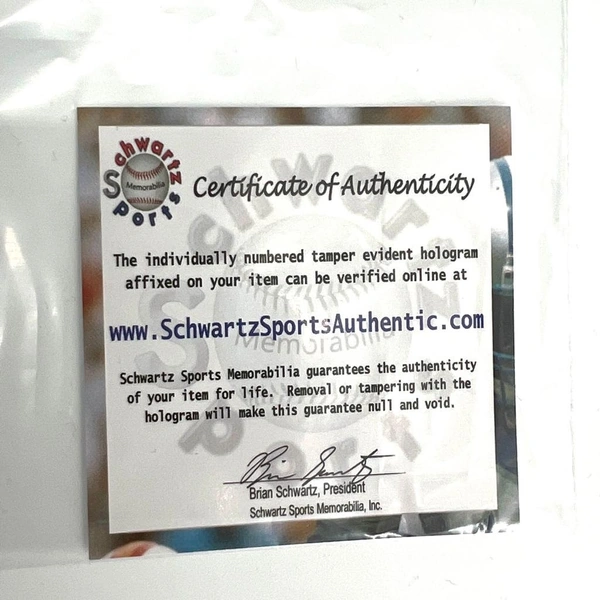 Schwartz
Sports
Memorabilia
Certificate of Authenticity
The individually numbered tamper evident hologram
affixed on your item can be verified online at
www.SchwartzSportsAuthentic.com
Schwartz Sports Memorabilia guarantees the authenticity
of your item for life. Removal or tampering with the
hologram will make this guarantee null and void.
Brian Schwartz, President
Schwartz Sports Memorabilia, Inc.